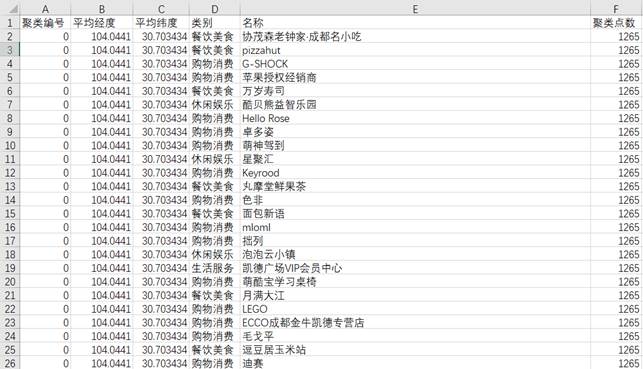 A B C D E F
1 聚类编号 平均经度 平均纬度 类别 名称 聚类点数
2 0 104.0441 30.703434 餐饮美食 协茂森老钟家·成都名小吃 1265
3 0 104.0441 30.703434 餐饮美食 pizzahut 1265
4 0 104.0441 30.703434 购物消费 G-SHOCK 1265
5 0 104.0441 30.703434 购物消费 苹果授权经销商 1265
6 0 104.0441 30.703434 餐饮美食 万岁寿司 1265
7 0 104.0441 30.703434 休闲娱乐 酷贝熊益智乐园 1265
8 0 104.0441 30.703434 购物消费 Hello Rose 1265
9 0 104.0441 30.703434 购物消费 卓多姿 1265
10 0 104.0441 30.703434 购物消费 萌神驾到 1265
11 0 104.0441 30.703434 休闲娱乐 星聚汇 1265
12 0 104.0441 30.703434 购物消费 Keyrood 1265
13 0 104.0441 30.703434 餐饮美食 丸摩堂鲜果茶 1265
14 0 104.0441 30.703434 购物消费 色非 1265
15 0 104.0441 30.703434 餐饮美食 面包新语 1265
16 0 104.0441 30.703434 购物消费 mloml 1265
17 0 104.0441 30.703434 购物消费 拙列 1265
18 0 104.0441 30.703434 休闲娱乐 泡泡云小镇 1265
19 0 104.0441 30.703434 生活服务 凯德广场VIP会员中心 1265
20 0 104.0441 30.703434 购物消费 萌酷宝学习桌椅 1265
21 0 104.0441 30.703434 餐饮美食 月满大江 1265
22 0 104.0441 30.703434 购物消费 LEGO 1265
23 0 104.0441 30.703434 购物消费 ECCO成都金牛凯德专营店 1265
24 0 104.0441 30.703434 购物消费 毛戈平 1265
25 0 104.0441 30.703434 餐饮美食 逗豆居玉米站 1265
26 0 104.0441 30.703434 购物消费 迪赛 1265